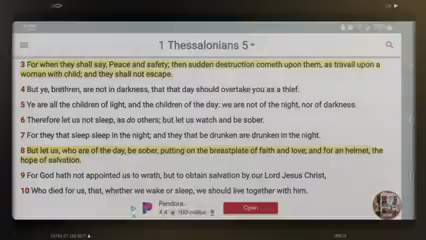 1 Thessalonians 5
3 For when they shall say, Peace and safety; then sudden destruction cometh upon them, as travail upon a
woman with child; and they shall not escape.
4 But ye, brethren, are not in darkness, that that day should overtake you as a thief.
5 Ye are all the children of light, and the children of the day: we are not of the night, nor of darkness.
6 Therefore let us not sleep, as do others; but let us watch and be sober.
7 For they that sleep sleep in the night; and they that be drunken are drunken in the night.
8 But let us, who are of the day, be sober, putting on the breastplate of faith and love; and for an helmet, the
hope of salvation.
9 For God hath not appointed us to wrath, but to obtain salvation by our Lord Jesus Christ,
10 Who died for us, that, whether we wake or sleep, we should live together with him.
Pandora
4.4 ★ 100 million
Open